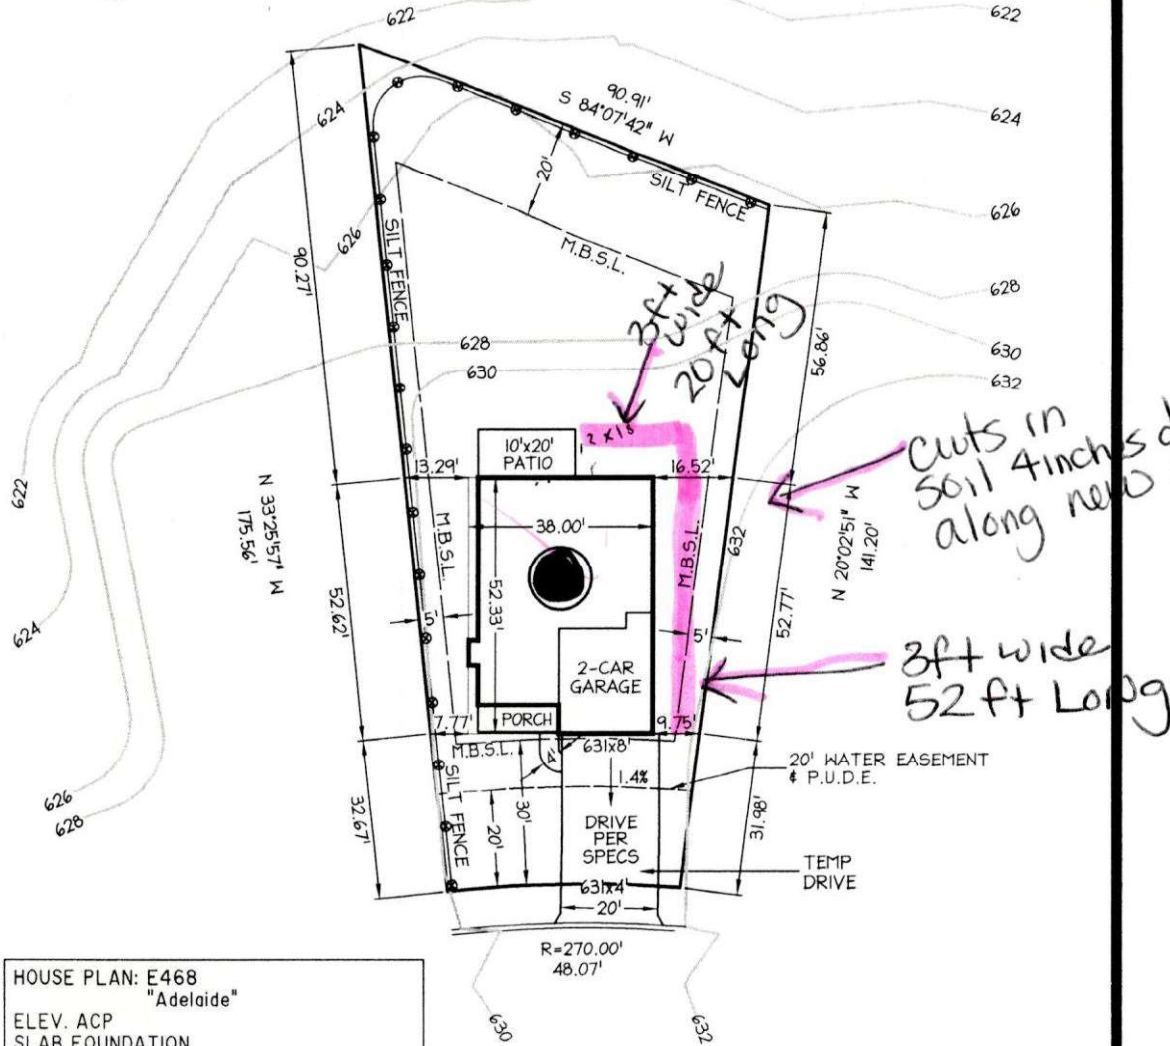 622
622
624
624
626
626
628
628
630
630
632
632
622
624
626
628
630
632
90.91'
S 84°07'42" W
20'
SILT FENCE
SILT FENCE
M.B.S.L.
90.27'
56.86'
3ft
wide
20ft
Long
2 x 18
10'x20'
PATIO
13.29'
16.52'
38.00'
52.33'
M.B.S.L.
M.B.S.L.
N 33°25'57" W
175.56'
N 20°02'51" W
141.20'
52.62'
52.77'
5'
5'
cuts in
soil 4inches d
along new
3ft wide
52ft Long
2-CAR
GARAGE
PORCH
7.77'
9.75'
M.B.S.L.
4'
631x8'
1.4%
20' WATER EASEMENT
& P.U.D.E.
32.67'
31.98'
SILT FENCE
20'
30'
DRIVE
PER
SPECS
TEMP
DRIVE
631x4'
20'
R=270.00'
48.07'
HOUSE PLAN: E468
"Adelaide"
ELEV. ACP
SLAB FOUNDATION